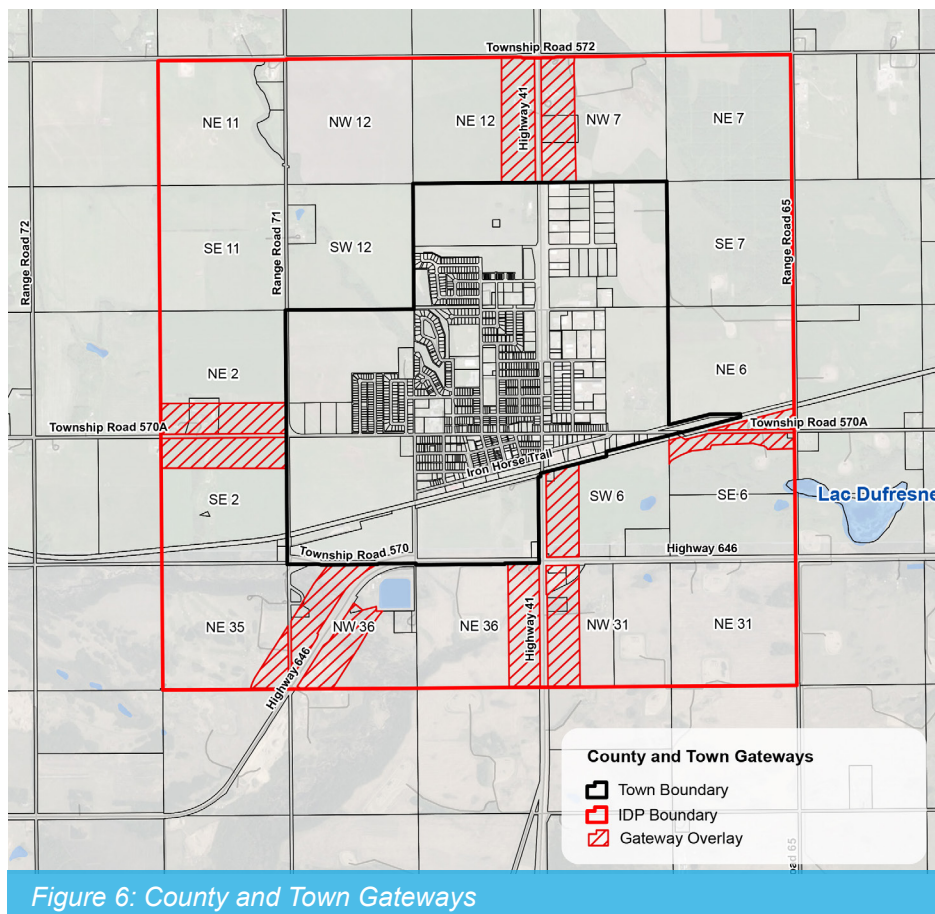 Township Road 572
NE 11
NW 12
NE 12
Highway 41
NW 7
NE 7
Range Road 72
Range Road 71
SE 11
SW 12
SE 7
Range Road 65
NE 2
NE 6
Township Road 570A
Township Road 570A
Iron Horse Trail
SE 2
SW 6
SE 6
Lac Dufresne
Township Road 570
Highway 646
NE 35
NW 36
NE 36
Highway 41
NW 31
NE 31
Highway 646
County and Town Gateways
Town Boundary
IDP Boundary
Gateway Overlay
oad 65
Figure 6: County and Town Gateways